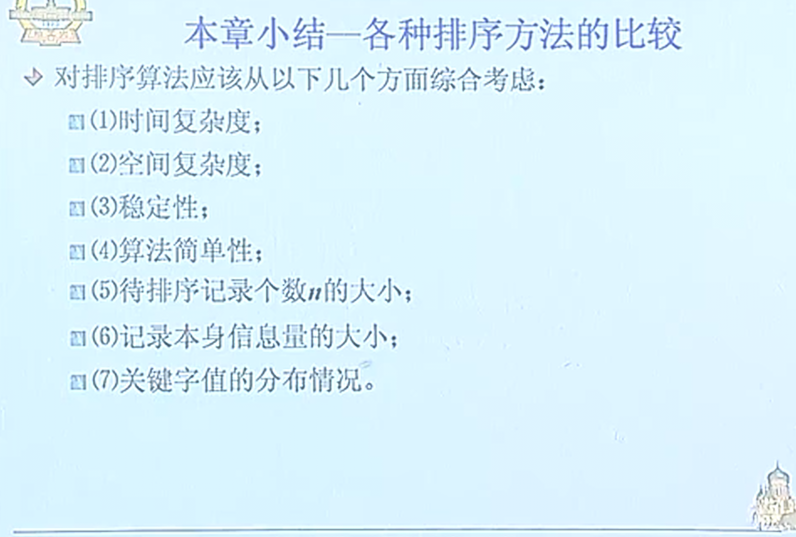 本章小结—各种排序方法的比较
对排序算法应该从以下几个方面综合考虑：
⑴时间复杂度；
⑵空间复杂度；
⑶稳定性；
⑷算法简单性；
⑸待排序记录个数n的大小；
⑹记录本身信息量的大小；
⑺关键字值的分布情况。